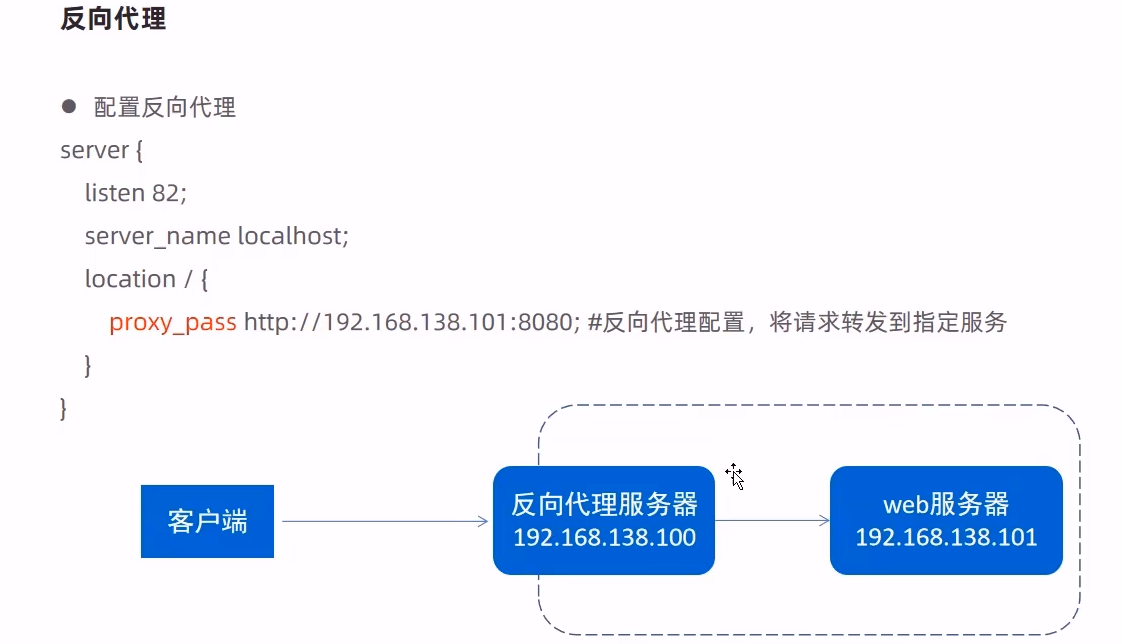 反向代理
● 配置反向代理
server {
listen 82;
server_name localhost;
location / {
proxy_pass http://192.168.138.101:8080; #反向代理配置，将请求转发到指定服务
}
}
客户端
反向代理服务器
192.168.138.100
web服务器
192.168.138.101